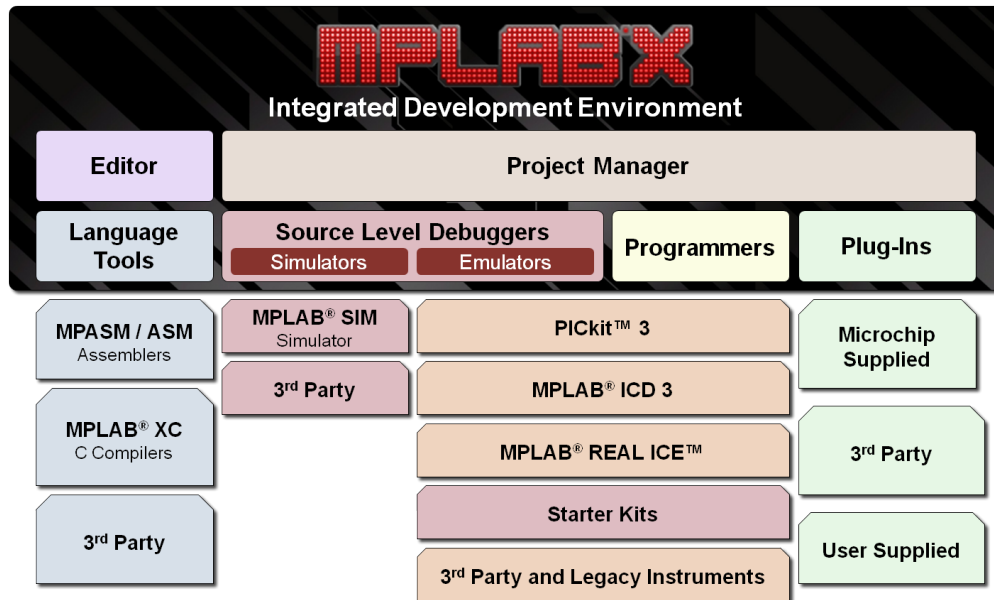 MPLAB X
Integrated Development Environment
Editor
Project Manager
Language
Tools
Source Level Debuggers
Simulators
Emulators
Programmers
Plug-Ins
MPASM / ASM
Assemblers
MPLAB® XC
C Compilers
3rd Party
MPLAB® SIM
Simulator
3rd Party
PICkit™ 3
MPLAB® ICD 3
MPLAB® REAL ICE™
Starter Kits
3rd Party and Legacy Instruments
Microchip
Supplied
3rd Party
User Supplied